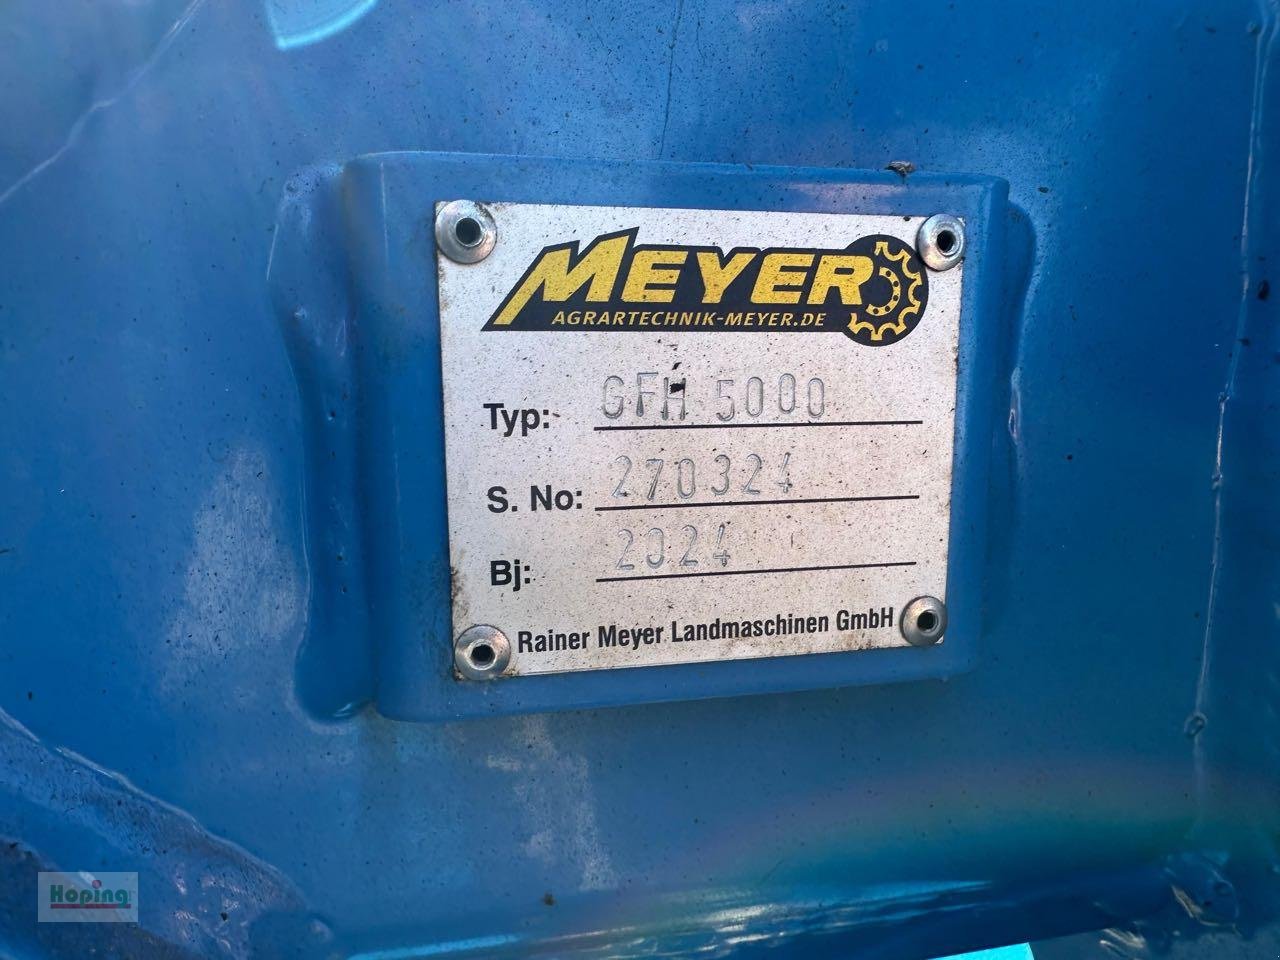 MEYER
AGRARTECHNIK-MEYER.DE
Typ: GFH 5000
S. No: 270324
Bj: 2024
Rainer Meyer Landmaschinen GmbH
Hoping